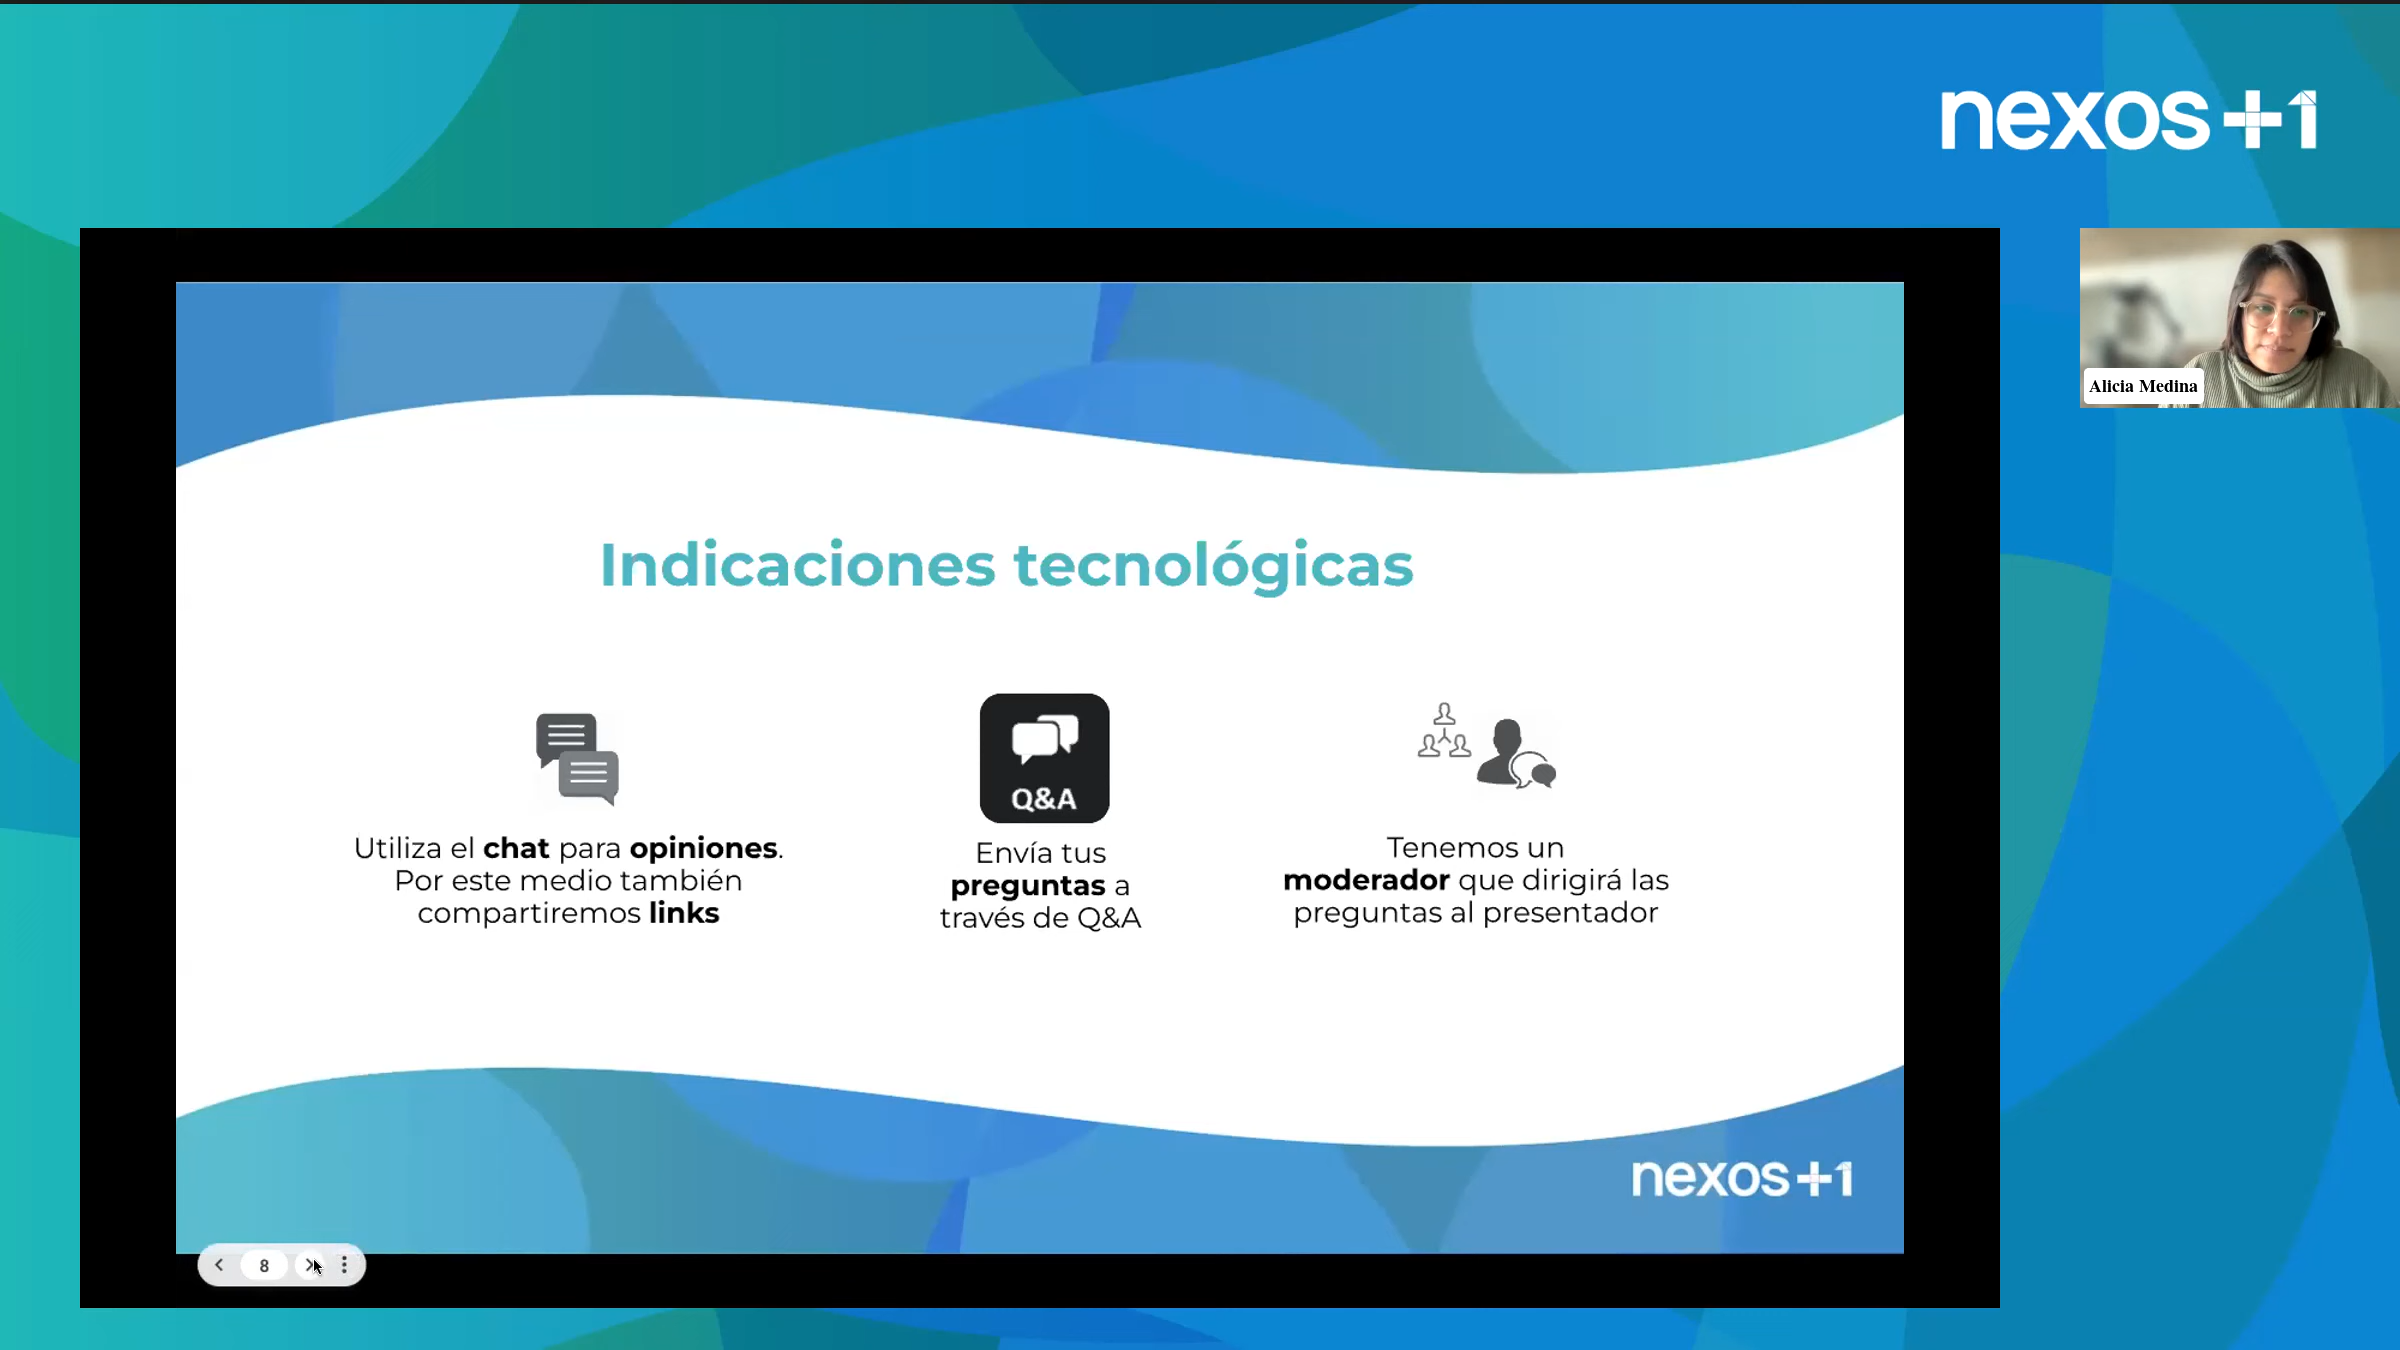 nexos+1
Alicia Medina
Indicaciones tecnológicas
Utiliza el chat para opiniones.
Por este medio también
compartiremos links
Q&A
Envía tus
preguntas a
través de Q&A
Tenemos un
moderador que dirigirá las
preguntas al presentador
nexos+1
8